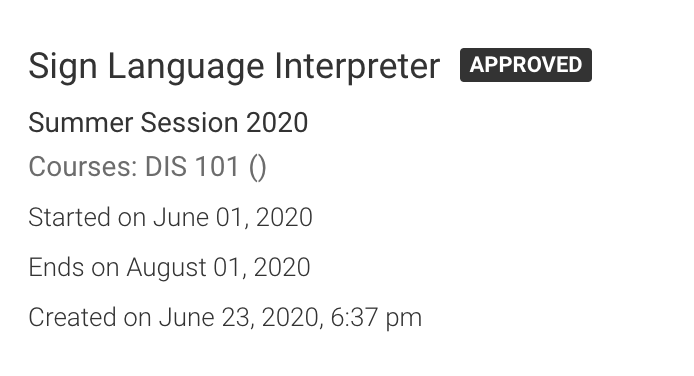 Sign Language Interpreter APPROVED
Summer Session 2020
Courses: DIS 101 ()
Started on June 01, 2020
Ends on August 01, 2020
Created on June 23, 2020, 6:37 pm